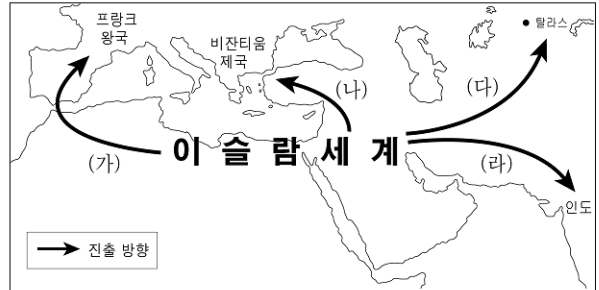 프랑크
왕국
비잔티움
제국
탈라스
(나)
(다)
(가)
이슬람세계
(라)
인도
진출 방향